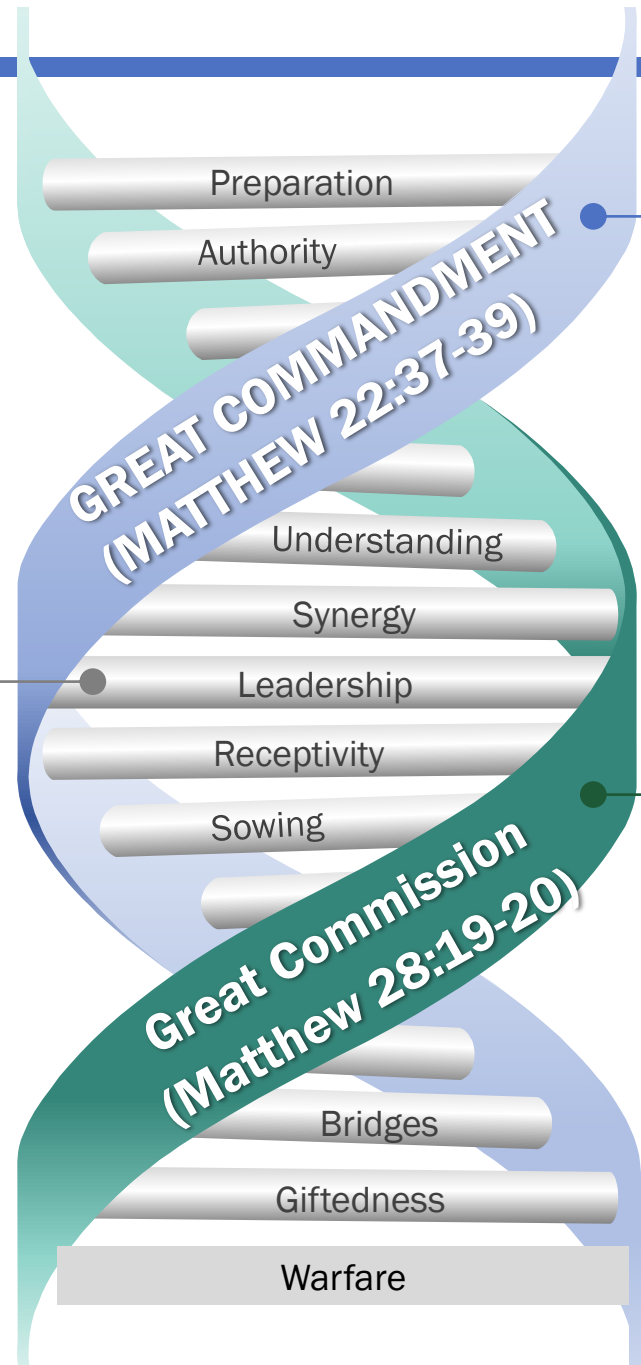 Preparation
Authority
GREAT COMMANDMENT
(MATTHEW 22:37-39)
Understanding
Synergy
Leadership
Receptivity
Sowing
Great Commission
(Matthew 28:19-20)
Bridges
Giftedness
Warfare